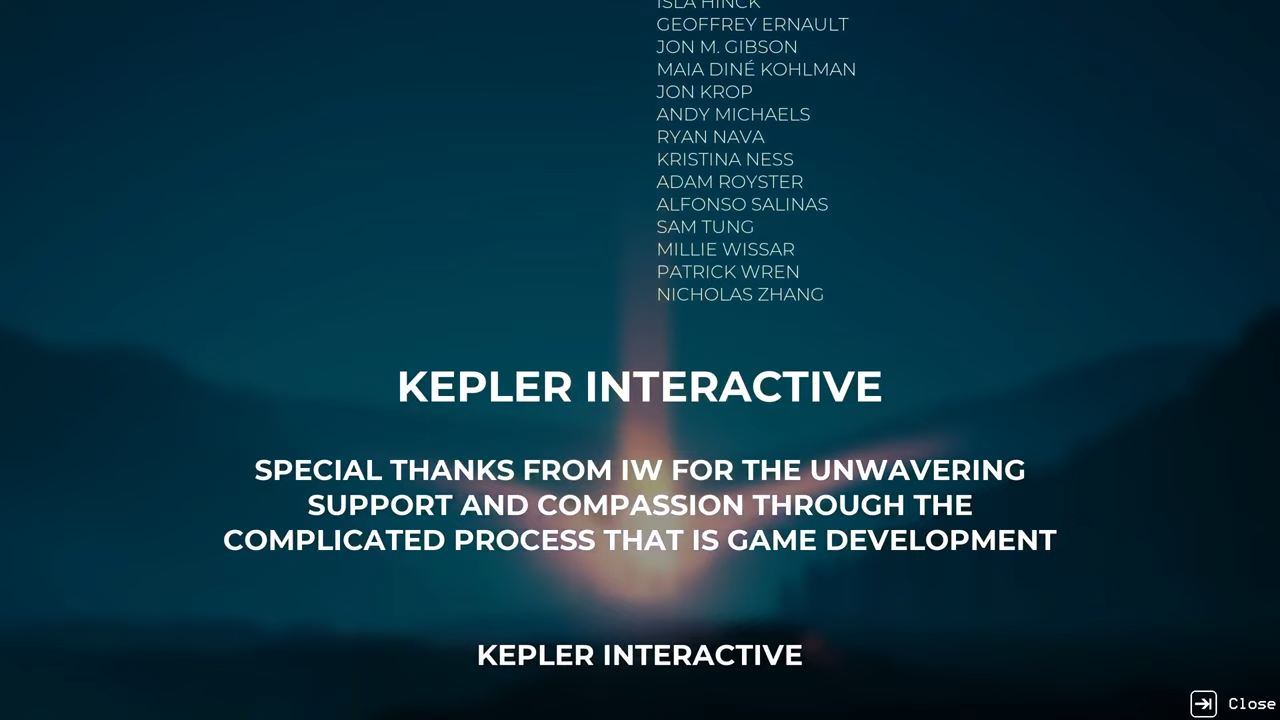 ISLA HINCK
GEOFFREY ERNAULT
JON M. GIBSON
MAIA DINÉ KOHLMAN
JON KROP
ANDY MICHAELS
RYAN NAVA
KRISTINA NESS
ADAM ROYSTER
ALFONSO SALINAS
SAM TUNG
MILLIE WISSAR
PATRICK WREN
NICHOLAS ZHANG
KEPLER INTERACTIVE
SPECIAL THANKS FROM IW FOR THE UNWAVERING
SUPPORT AND COMPASSION THROUGH THE
COMPLICATED PROCESS THAT IS GAME DEVELOPMENT
KEPLER INTERACTIVE
Close